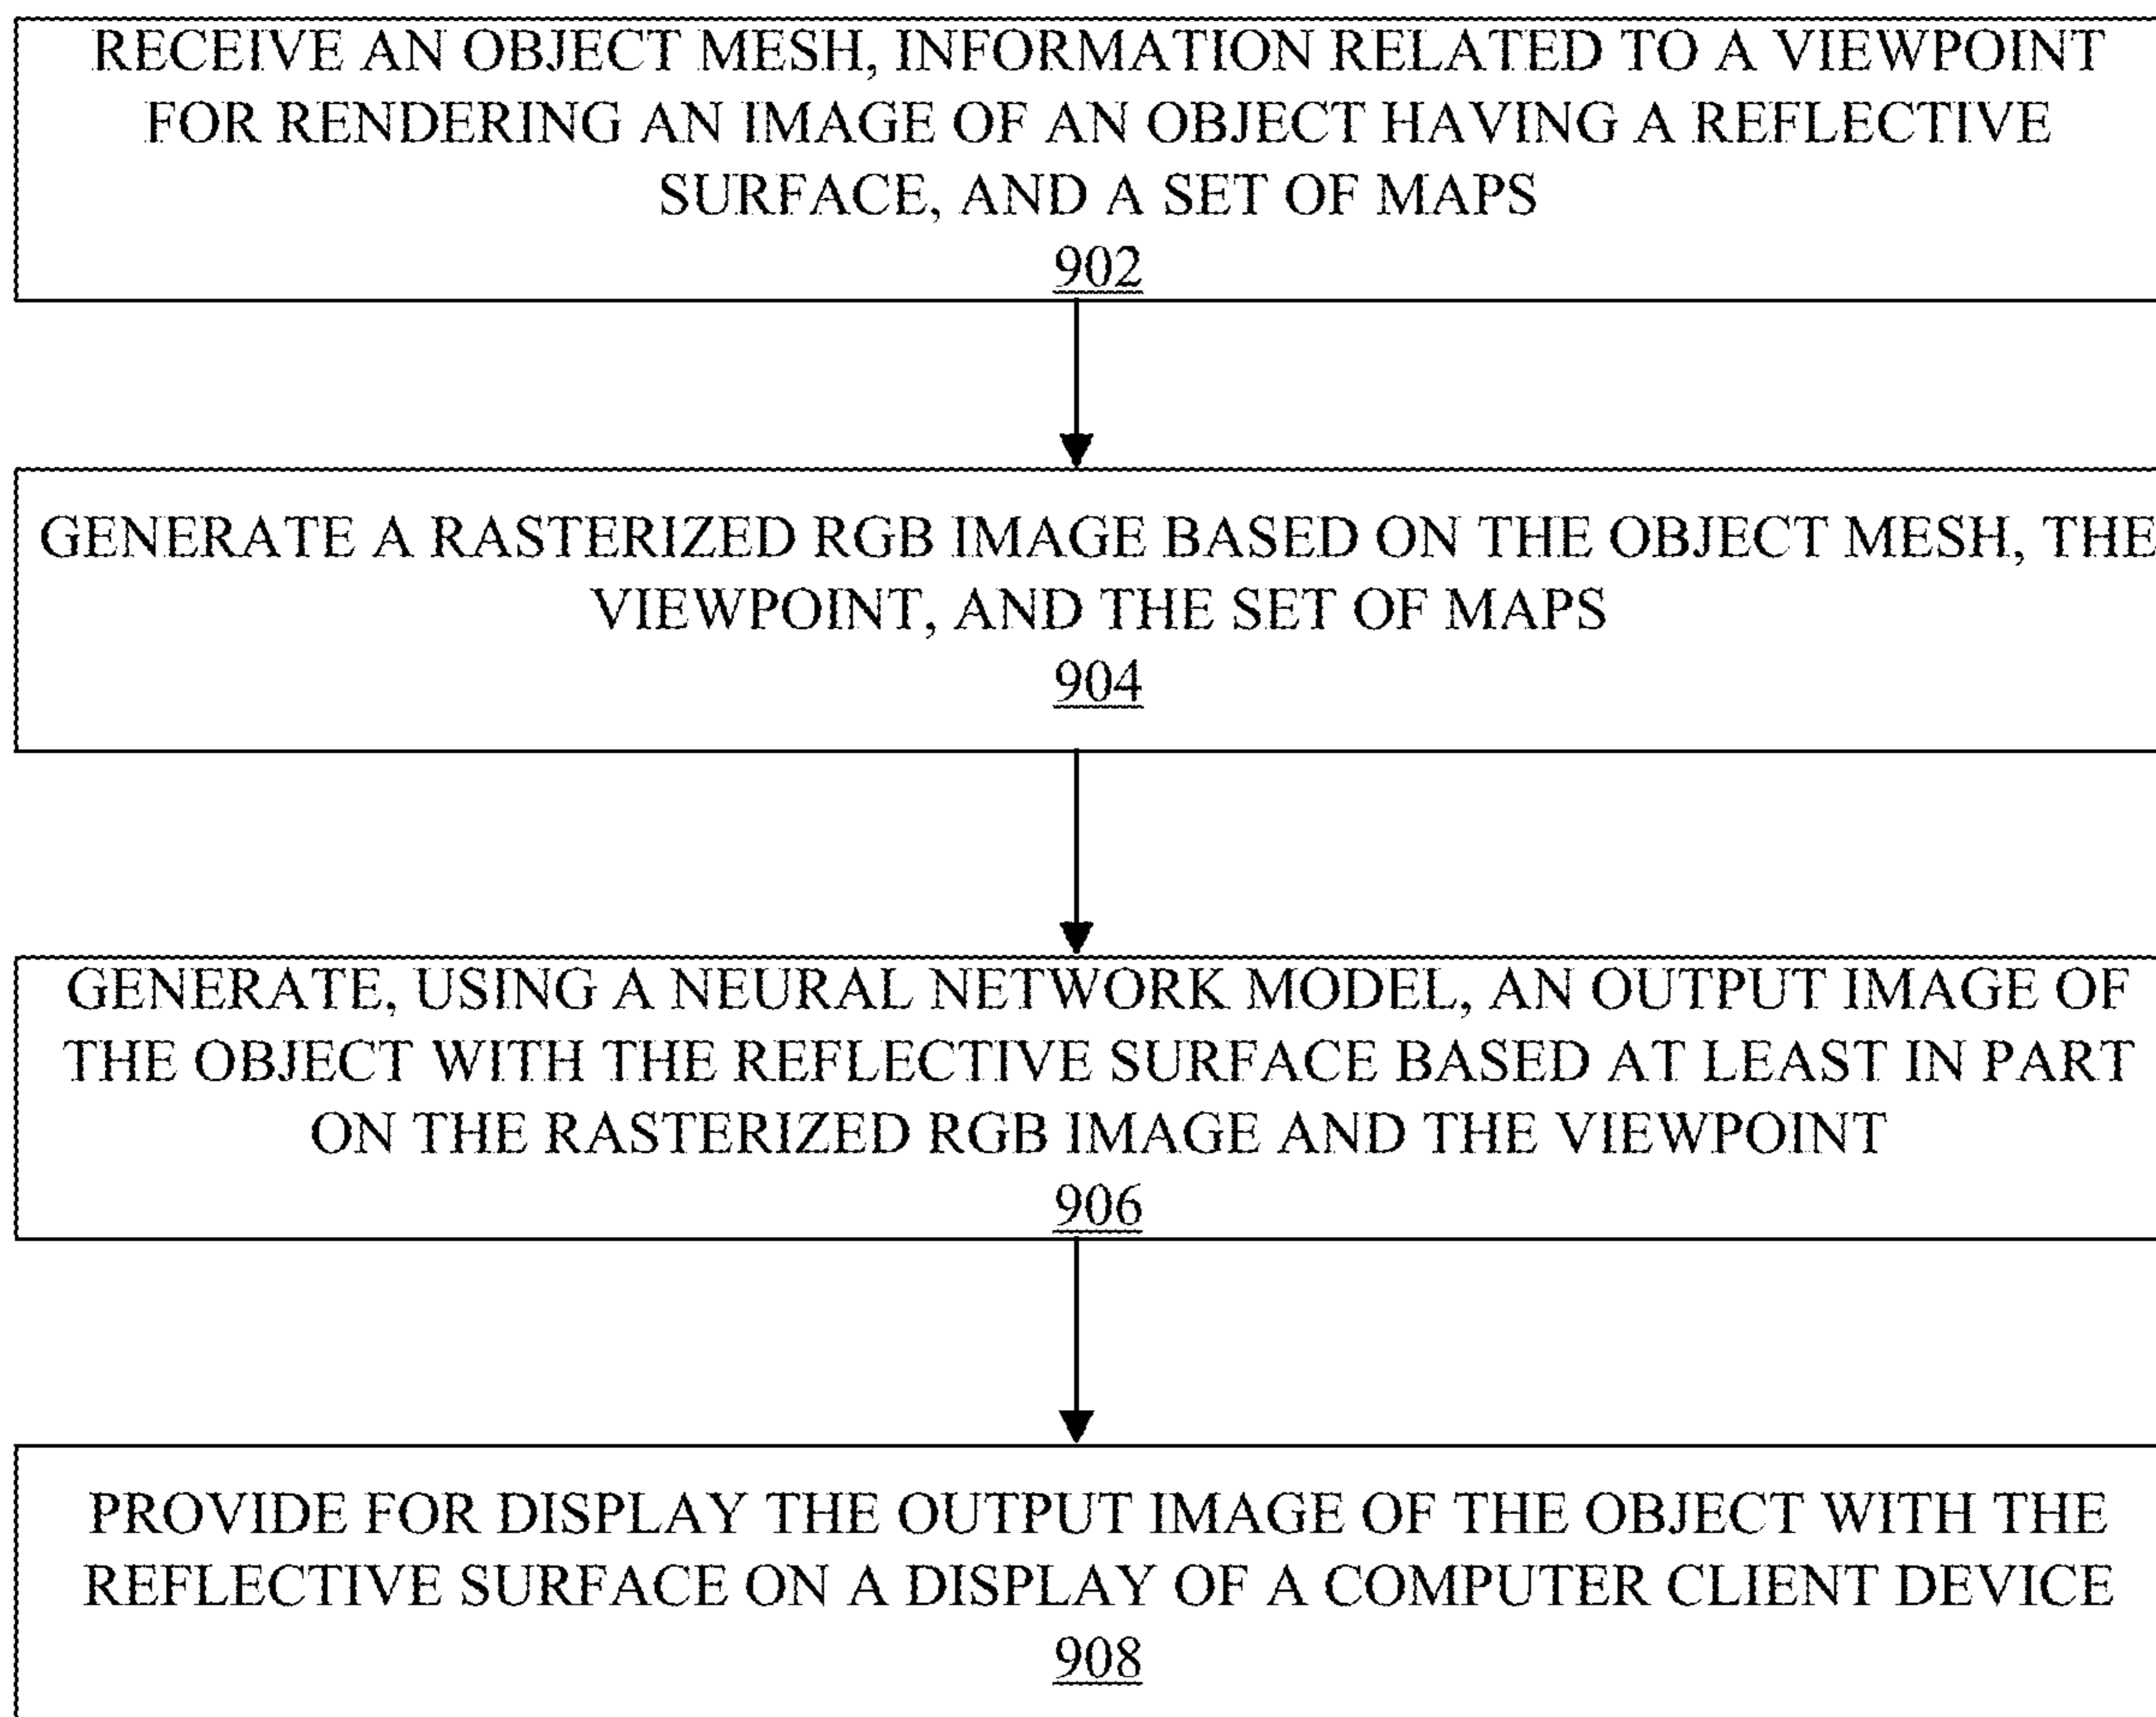 RECEIVE AN OBJECT MESH, INFORMATION RELATED TO A VIEWPOINT
FOR RENDERING AN IMAGE OF AN OBJECT HAVING A REFLECTIVE
SURFACE, AND A SET OF MAPS
902
GENERATE A RASTERIZED RGB IMAGE BASED ON THE OBJECT MESH, THE
VIEWPOINT, AND THE SET OF MAPS
904
GENERATE, USING A NEURAL NETWORK MODEL, AN OUTPUT IMAGE OF
THE OBJECT WITH THE REFLECTIVE SURFACE BASED AT LEAST IN PART
ON THE RASTERIZED RGB IMAGE AND THE VIEWPOINT
906
PROVIDE FOR DISPLAY THE OUTPUT IMAGE OF THE OBJECT WITH THE
REFLECTIVE SURFACE ON A DISPLAY OF A COMPUTER CLIENT DEVICE
908